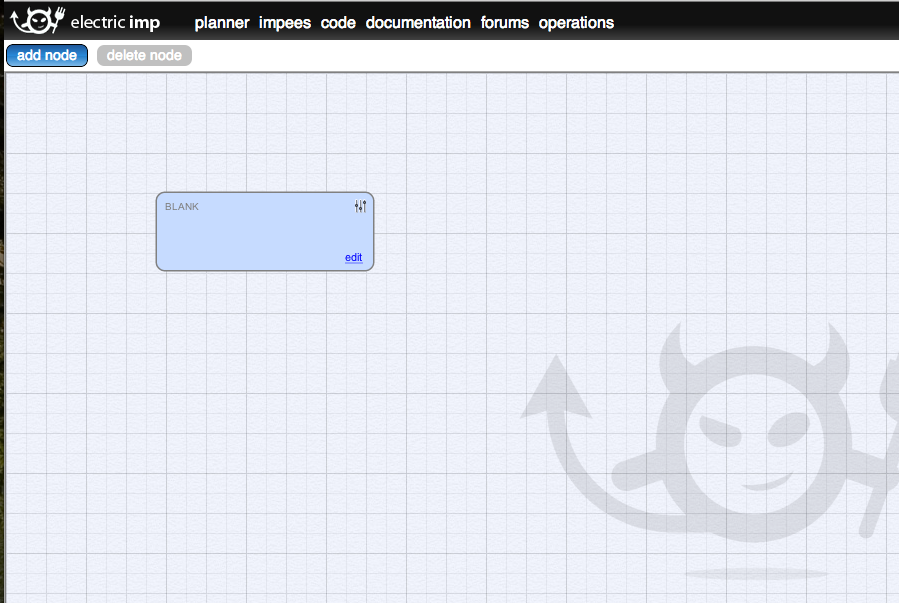 electric imp planner impees code documentation forums operations
add node delete node
BLANK
edit